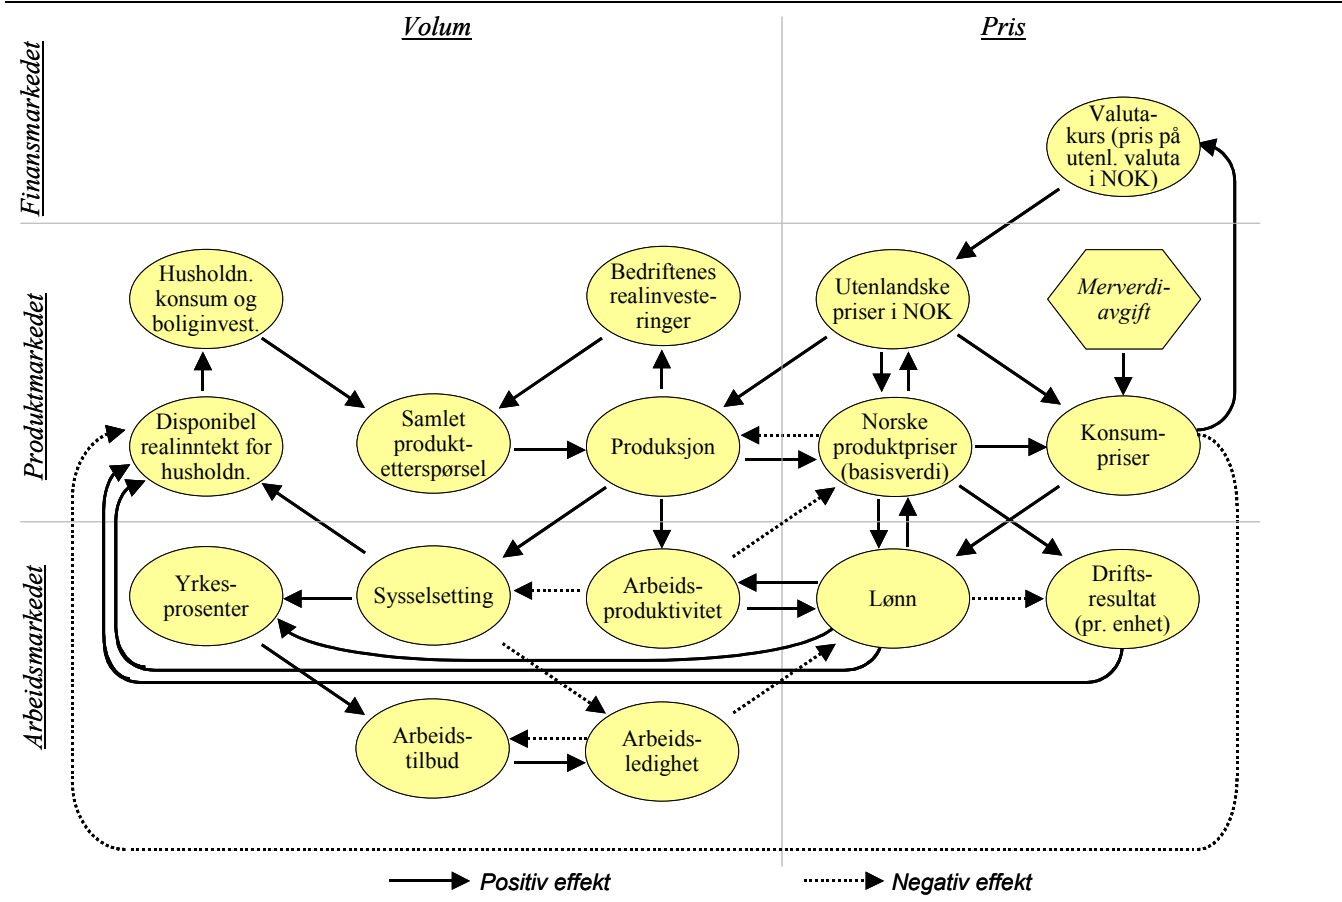 Volum
Pris
Finansmarkedet
Valuta-
kurs (pris på
utenl. valuta
i NOK)
Produktmarkedet
Husholdn.
konsum og
boliginvest.
Bedriftenes
realinveste-
ringer
Utenlandske
priser i NOK
Merverdi-
avgift
Disponibel
realinntekt for
husholdn.
Samlet
produkt-
etterspørsel
Produksjon
Norske
produktpriser
(basisverdi)
Konsum-
priser
Arbeidsmarkedet
Yrkes-
prosenter
Sysselsetting
Arbeids-
produktivitet
Lønn
Drifts-
resultat
(pr. enhet)
Arbeids-
tilbud
Arbeids-
ledighet
Positiv effekt
Negativ effekt